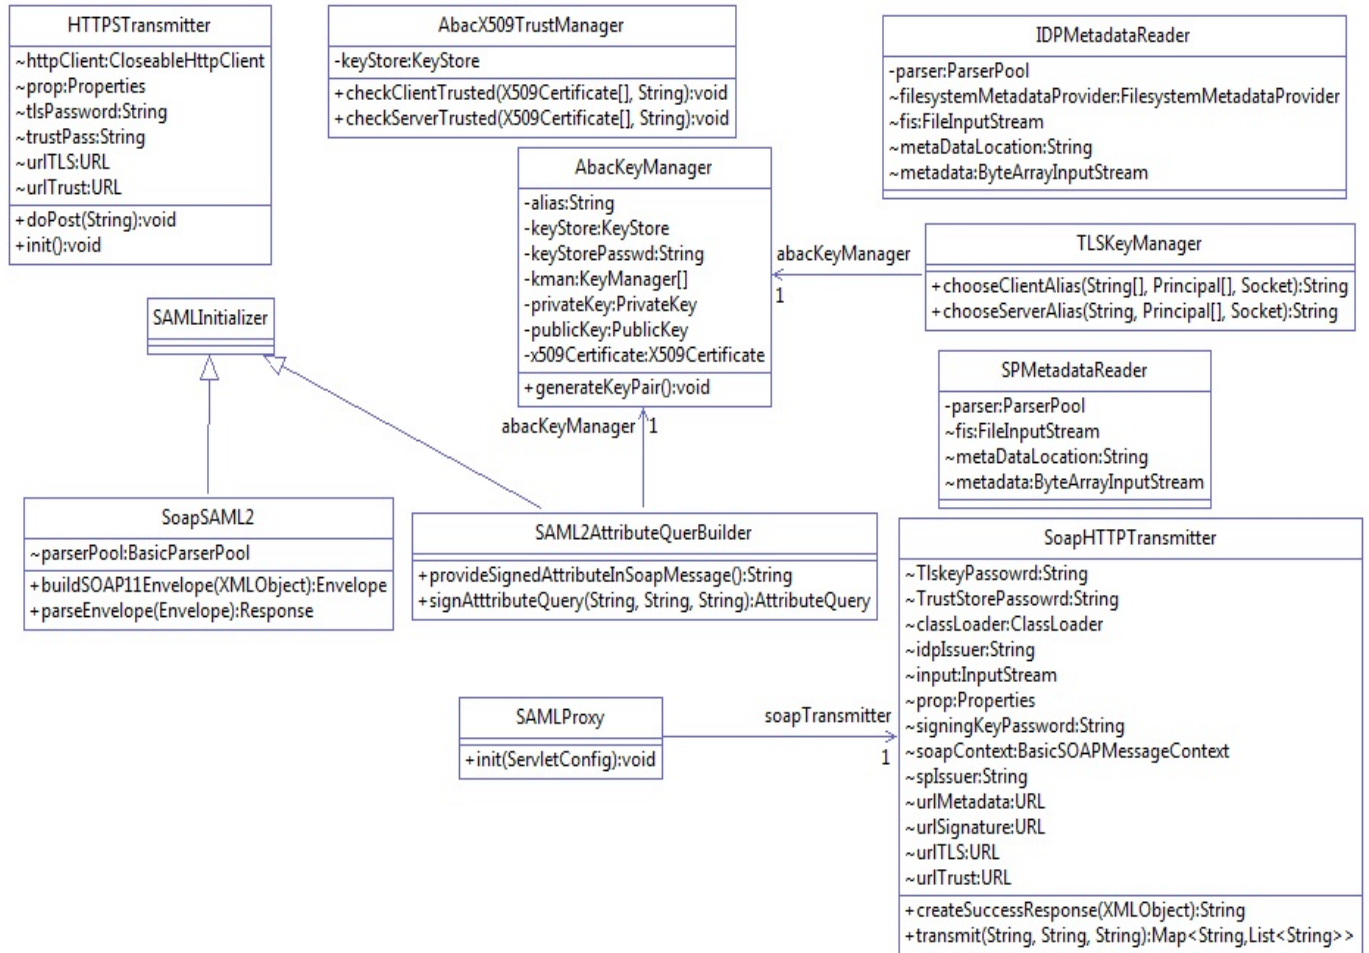 HTTPSTransmitter
~httpClient:CloseableHttpClient
~prop:Properties
~tlsPassword:String
~trustPass:String
~urlTLS:URL
~urlTrust:URL
+doPost(String):void
+init():void
AbacX509TrustManager
-keyStore:KeyStore
+checkClientTrusted(X509Certificate[], String):void
+checkServerTrusted(X509Certificate[], String):void
IDPMetadataReader
-parser:ParserPool
~filesystemMetadataProvider:FilesystemMetadataProvider
~fis:FileInputStream
~metaDataLocation:String
~metadata:ByteArrayInputStream
AbacKeyManager
-alias:String
-keyStore:KeyStore
-keyStorePasswd:String
-kman:KeyManager[]
-privateKey:PrivateKey
-publicKey:PublicKey
-x509Certificate:X509Certificate
+generateKeyPair():void
abacKeyManager
1
TLSKeyManager
+chooseClientAlias(String[], Principal[], Socket):String
+chooseServerAlias(String, Principal[], Socket):String
SAMLInitializer
SPMetadataReader
-parser:ParserPool
~fis:FileInputStream
~metaDataLocation:String
~metadata:ByteArrayInputStream
abacKeyManager
1
SoapSAML2
~parserPool:BasicParserPool
+buildSOAP11Envelope(XMLObject):Envelope
+parseEnvelope(Envelope):Response
SAML2AttributeQuerBuilder
+provideSignedAttributeInSoapMessage():String
+signAtttributeQuery(String, String, String):AttributeQuery
SoapHTTPTransmitter
~TlskeyPassowrd:String
~TrustStorePassowrd:String
~classLoader:ClassLoader
~idpIssuer:String
~input:InputStream
~prop:Properties
~signingKeyPassword:String
~soapContext:BasicSOAPMessageContext
~spIssuer:String
~urlMetadata:URL
~urlSignature:URL
~urlTLS:URL
~urlTrust:URL
+createSuccessResponse(XMLObject):String
+transmit(String, String, String):Map<String,List<String>>
SAMLProxy
+init(ServletConfig):void
soapTransmitter
1